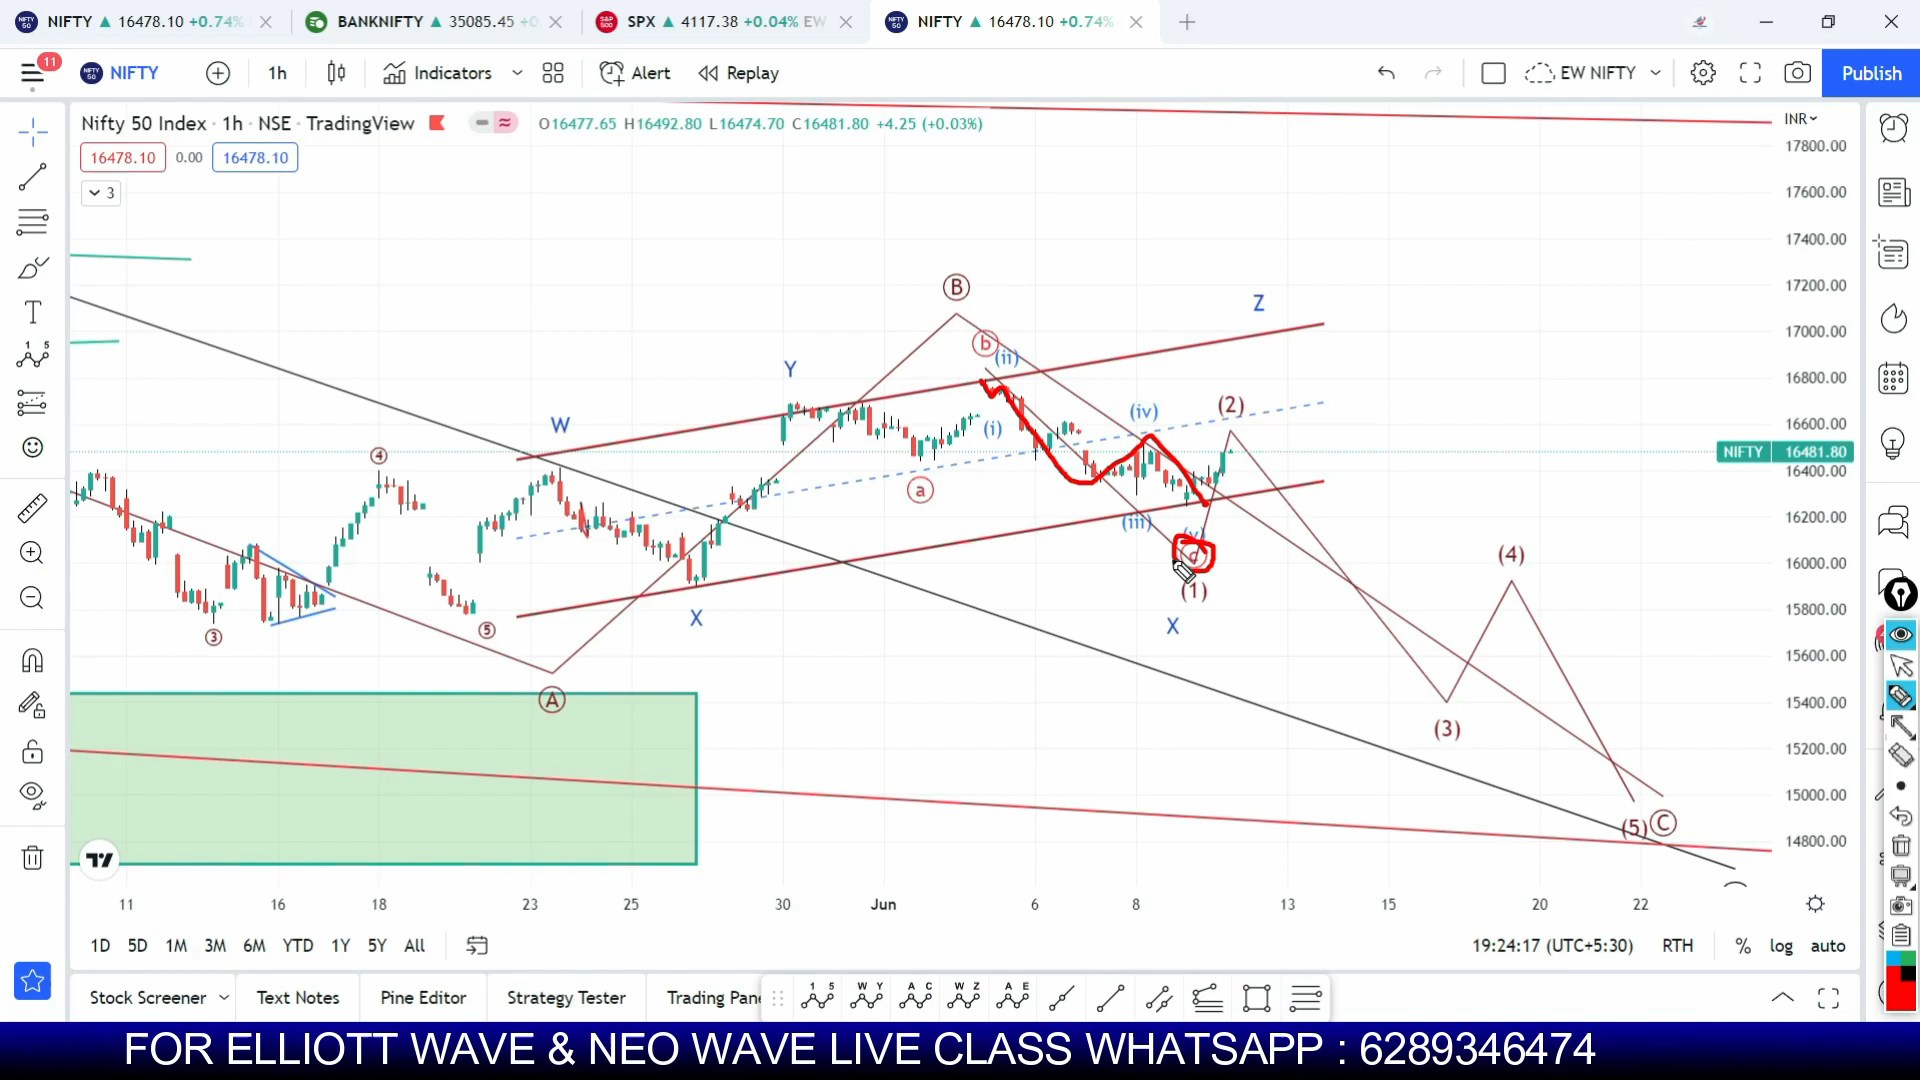 NIFTY ▲ 16478.10 +0.74%
BANKNIFTY ▲ 35085.45 +0
SPX ▲ 4117.38 +0.04% EW
NIFTY ▲ 16478.10 +0.74%
11
NIFTY
1h
Indicators
Alert
Replay
EW NIFTY
Publish
Nifty 50 Index · 1h · NSE · TradingView
O16477.65 H16492.80 L16474.70 C16481.80 +4.25 (+0.03%)
INR
16478.10
0.00
16478.10
3
17800.00
17600.00
17400.00
17200.00
17000.00
16800.00
16600.00
NIFTY 16481.80
16400.00
16200.00
16000.00
15800.00
15600.00
15400.00
15200.00
15000.00
14800.00
B
Z
b
(ii)
Y
W
(iv)
(2)
(i)
4
a
(iii)
(v)
c
(1)
(4)
X
X
3
5
A
(3)
(5)
C
11
16
18
23
25
30
Jun
6
8
13
15
20
22
1D
5D
1M
3M
6M
YTD
1Y
5Y
All
19:24:17 (UTC+5:30)
RTH
%
log
auto
Stock Screener
Text Notes
Pine Editor
Strategy Tester
Trading Pane
1 5
W Y
A C
W Z
A E
FOR ELLIOTT WAVE & NEO WAVE LIVE CLASS WHATSAPP : 6289346474